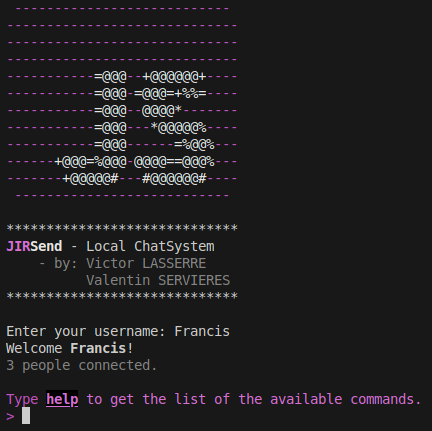 ---------------------------
-----------------------------
-----------------------------
-----------------------------
-----------=@@@--+@@@@@@+----
-----------=@@@-=@@@=+%%=----
-----------=@@@--@@@@*-------
-----------=@@@---*@@@@@%----
-----------=@@@------=%@@%---
------+@@@=%@@@-@@@@==@@@%---
-------+@@@@@#---#@@@@@@#----
 ---------------------------
*****************************
JIRSend - Local ChatSystem
    - by: Victor LASSERRE
          Valentin SERVIERES
*****************************
Enter your username: Francis
Welcome Francis!
3 people connected.
Type help to get the list of the available commands.
>